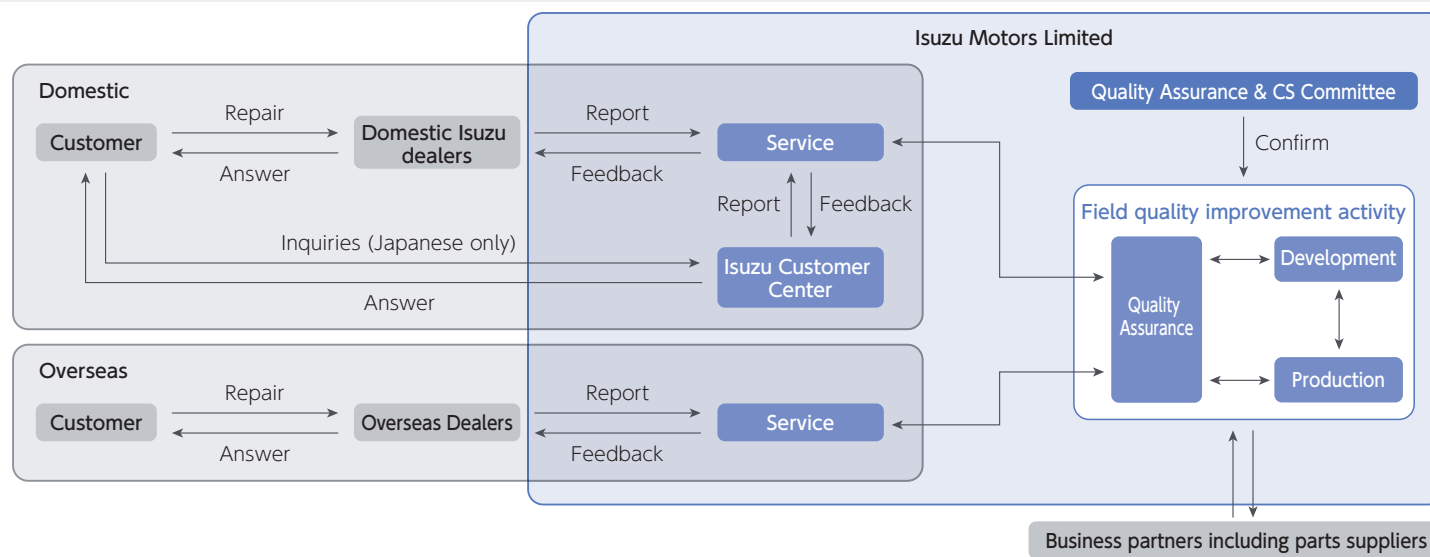 Isuzu Motors Limited
Domestic
Quality Assurance & CS Committee
Customer
Repair
Answer
Domestic Isuzu
dealers
Report
Feedback
Service
Confirm
Report
Feedback
Inquiries (Japanese only)
Answer
Isuzu Customer
Center
Field quality improvement activity
Quality
Assurance
Development
Production
Overseas
Customer
Repair
Answer
Overseas Dealers
Report
Feedback
Service
Business partners including parts suppliers